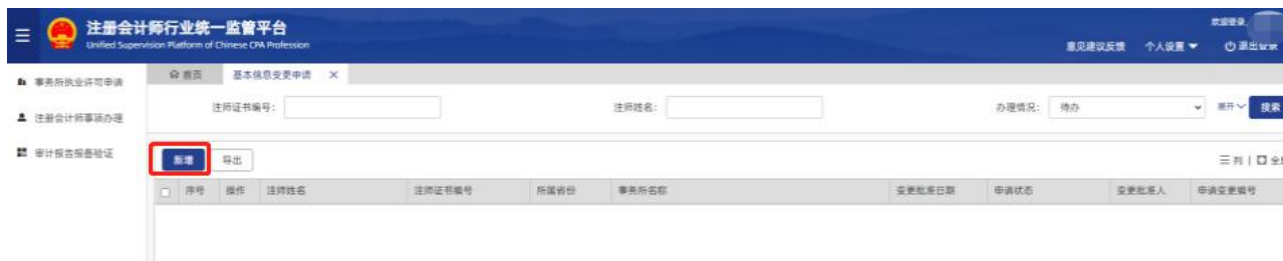 注册会计师行业统一监管平台
Unified Supervision Platform of Chinese CPA Profession
欢迎登录,
意见建议反馈 个人设置 退出登录
事务所执业许可申请
注册会计师事项办理
审计报告报备验证
首页 基本信息变更申请 ×
注师证书编号: 注师姓名: 办理情况: 待办 展开 搜索
新增 导出 列 | 全
序号 操作 注师姓名 注师证书编号 所属省份 事务所名称 变更批准日期 申请状态 变更批准人 申请变更编号